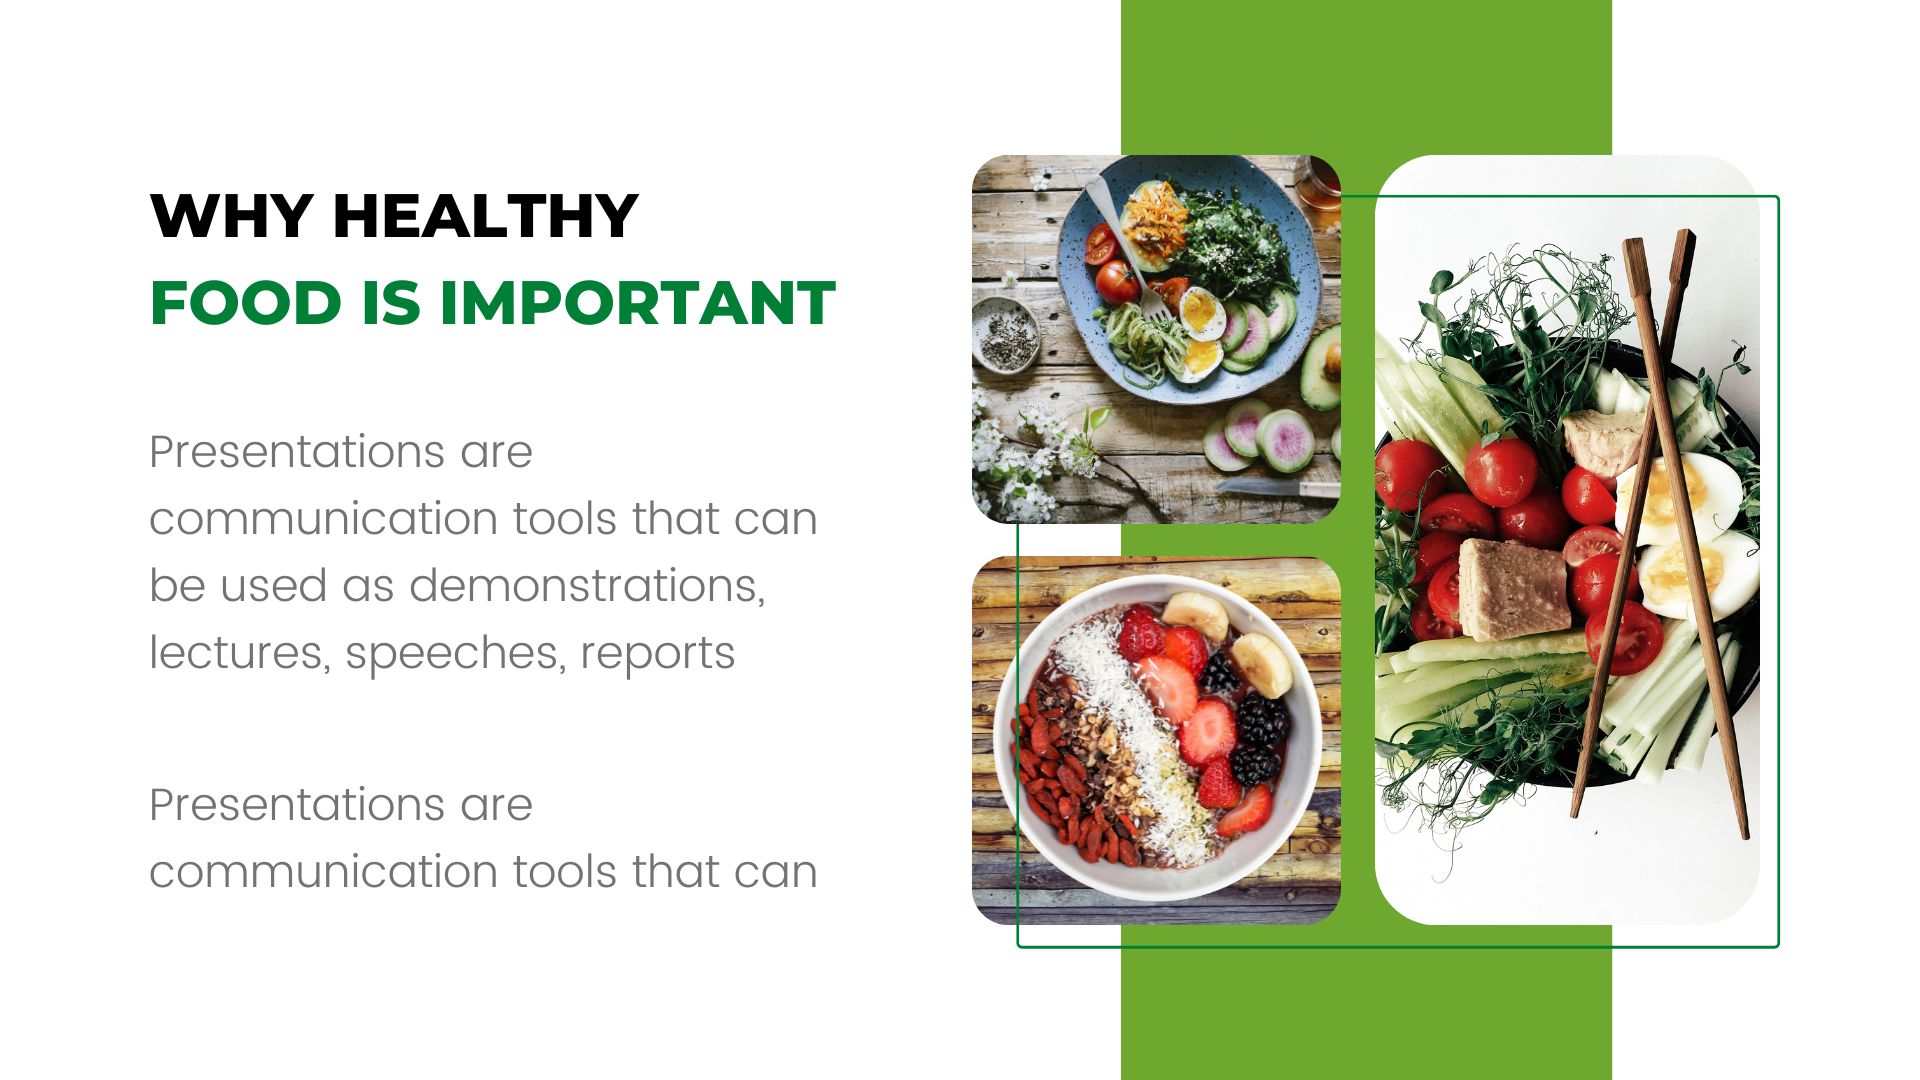 WHY HEALTHY
FOOD IS IMPORTANT
Presentations are
communication tools that can
be used as demonstrations,
lectures, speeches, reports
Presentations are
communication tools that can